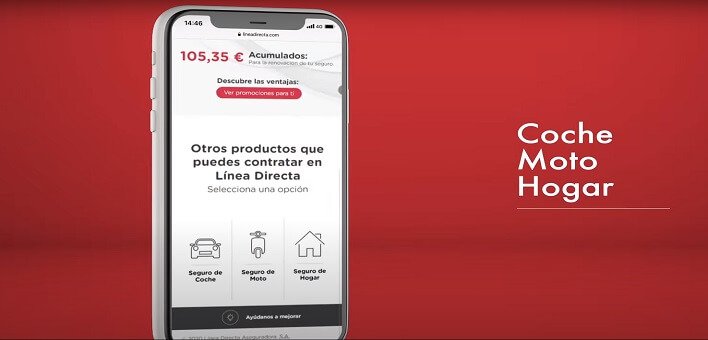 14:46
4G
lineadirecta.com
105,35 € Acumulados:
Para la renovación de tu seguro
Descubre las ventajas:
Ver promociones para ti
Otros productos que
puedes contratar en
Línea Directa
Selecciona una opción
Seguro de
Coche
Seguro de
Moto
Seguro de
Hogar
Ayúdanos a mejorar
© 2020 Línea Directa Aseguradora, S.A.
Coche
Moto
Hogar